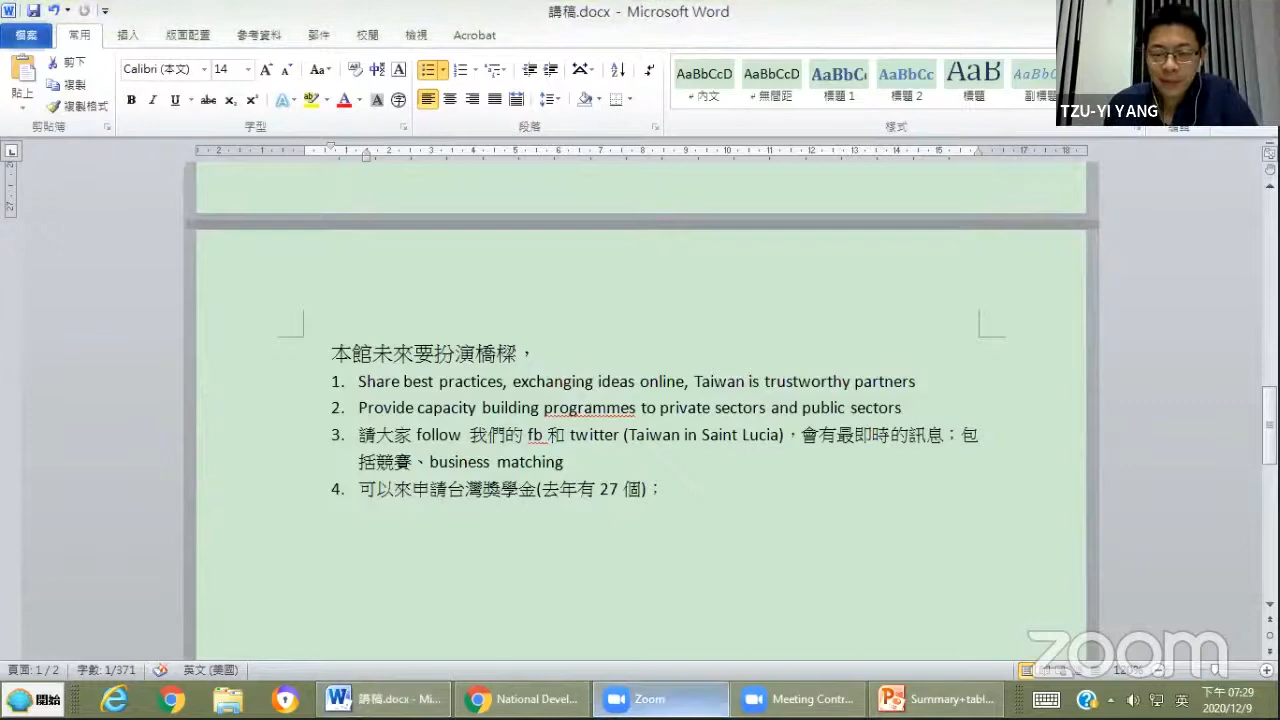 講稿.docx - Microsoft Word
檔案 常用 插入 版面配置 參考資料 郵件 校閱 檢視 Acrobat
貼上 剪下 複製 複製格式
Calibri (本文) 14
AaBbCcD AaBbCcD AaBbC AaBbCc AaB AaBbCc
內文 無間距 標題 1 標題 2 標題 副標題
剪貼簿 字型 段落 樣式 編輯
TZU-YI YANG
本館未來要扮演橋樑，
1. Share best practices, exchanging ideas online, Taiwan is trustworthy partners
2. Provide capacity building programmes to private sectors and public sectors
3. 請大家 follow 我們的 fb 和 twitter (Taiwan in Saint Lucia)，會有最即時的訊息；包
括競賽、business matching
4. 可以來申請台灣獎學金(去年有 27 個)；
zoom
頁面: 1 / 2 字數: 1/371 英文 (美國) 120%
開始 講稿.docx - Mi... National Devel... Zoom Meeting Contr... Summary+tabl... 英 下午 07:29
2020/12/9